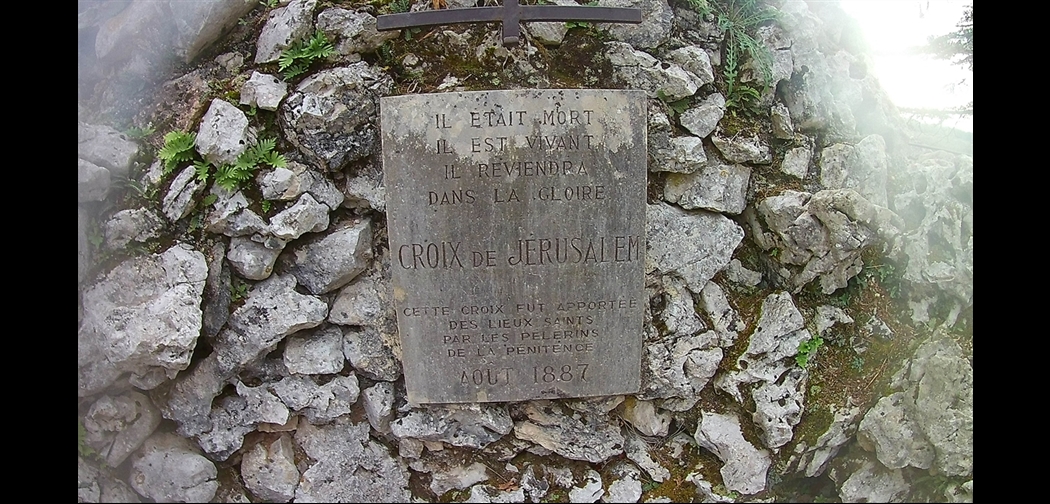 IL ETAIT MORT
IL EST VIVANT
IL REVIENDRA
DANS LA GLOIRE
CROIX DE JÉRUSALEM
CETTE CROIX FUT APPORTÉE
DES LIEUX SAINTS
PAR LES PELERINS
DE LA PENITENCE
AOUT 1887